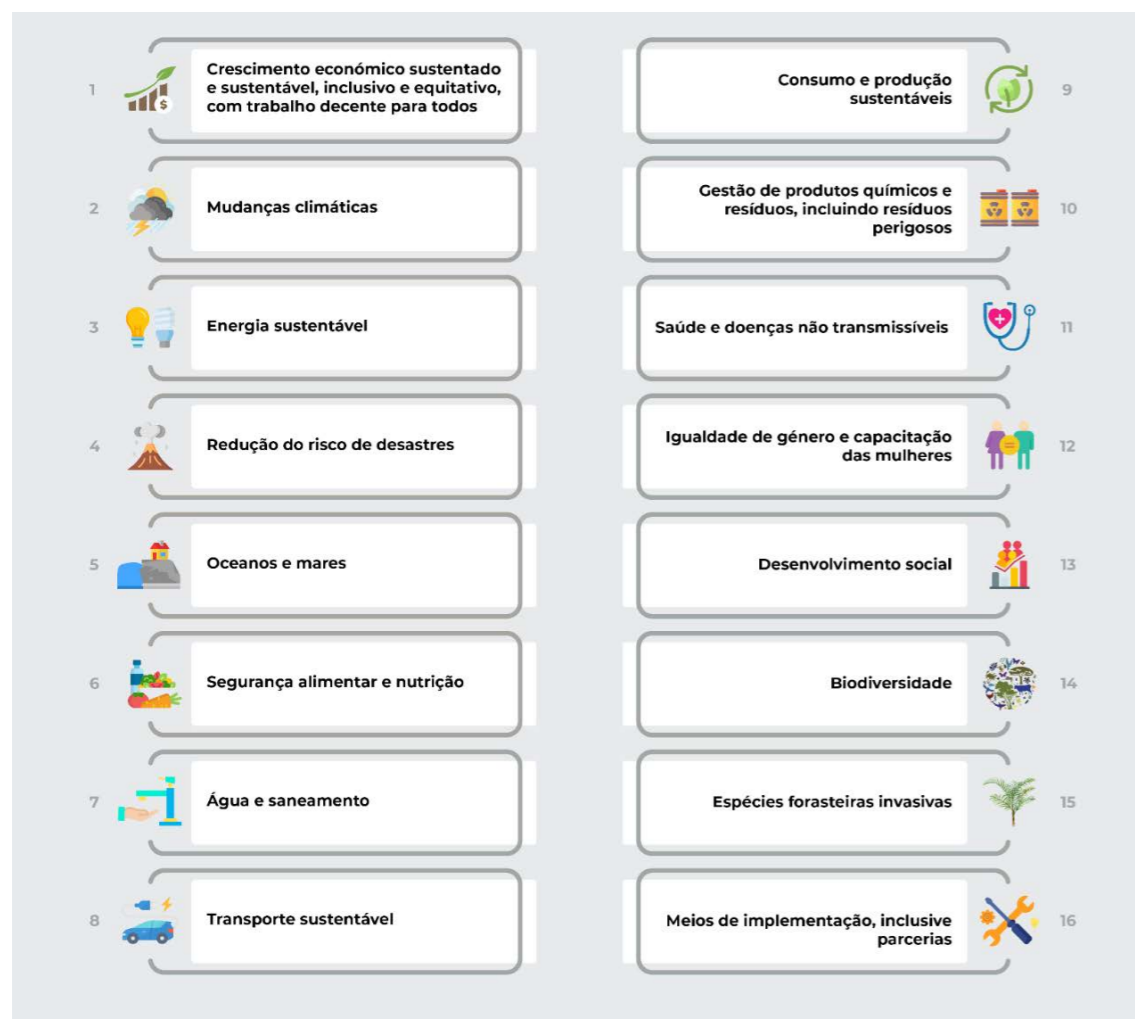 1
Crescimento económico sustentado
e sustentável, inclusivo e equitativo,
com trabalho decente para todos
2
Mudanças climáticas
3
Energia sustentável
4
Redução do risco de desastres
5
Oceanos e mares
6
Segurança alimentar e nutrição
7
Água e saneamento
8
Transporte sustentável
Consumo e produção
sustentáveis
9
Gestão de produtos químicos e
resíduos, incluindo resíduos
perigosos
10
Saúde e doenças não transmissíveis
11
Igualdade de género e capacitação
das mulheres
12
Desenvolvimento social
13
Biodiversidade
14
Espécies forasteiras invasivas
15
Meios de implementação, inclusive
parcerias
16